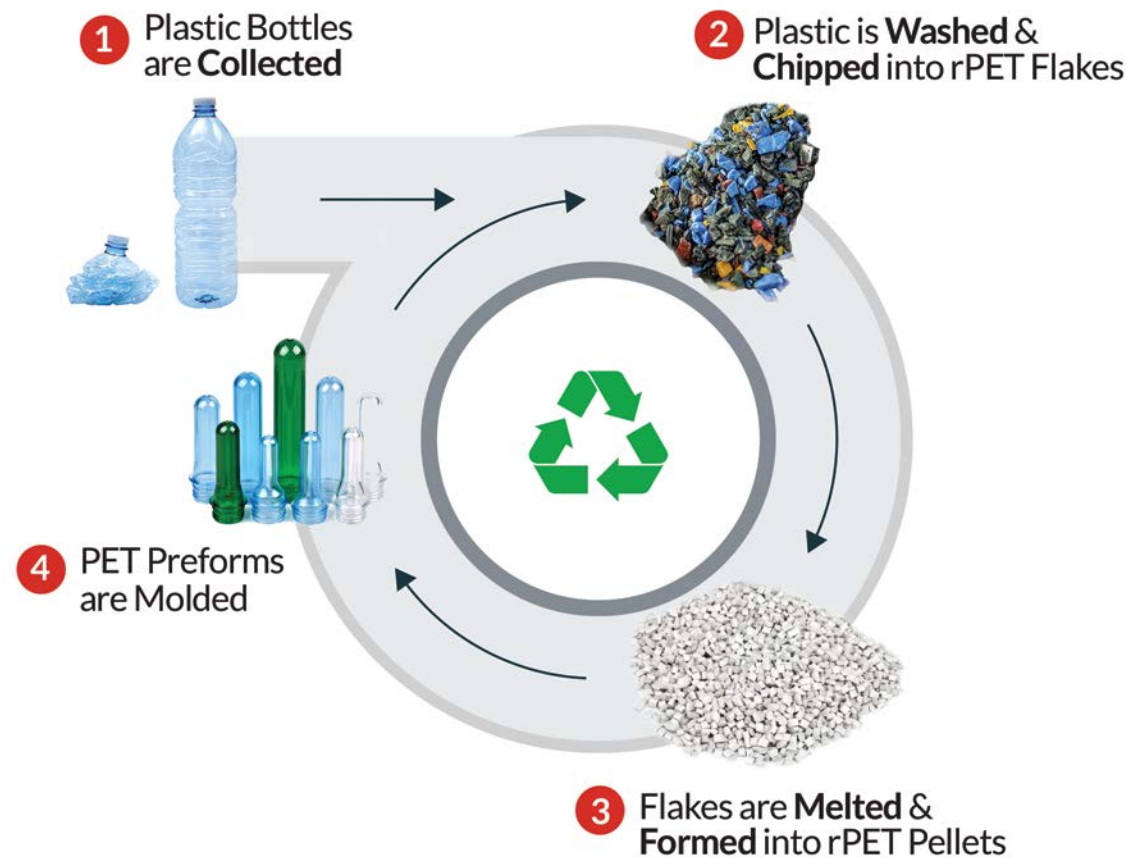 1
Plastic Bottles
are Collected
2
Plastic is Washed &
Chipped into rPET Flakes
4
PET Preforms
are Molded
3
Flakes are Melted &
Formed into rPET Pellets